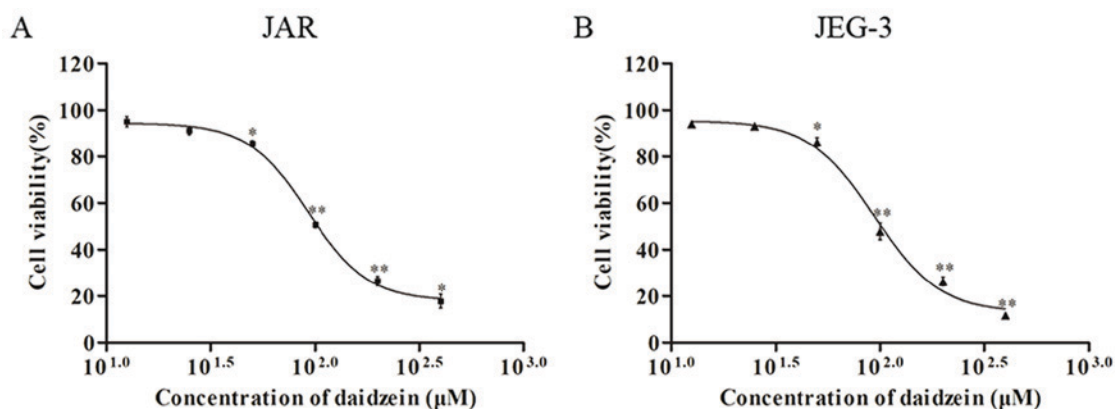 A JAR
120
100
80
60
40
20
0
Cell viability(%)
*
**
**
*
10^1.0 10^1.5 10^2.0 10^2.5 10^3.0
Concentration of daidzein (μM)
B JEG-3
120
100
80
60
40
20
0
Cell viability(%)
*
**
**
**
10^1.0 10^1.5 10^2.0 10^2.5 10^3.0
Concentration of daidzein (μM)